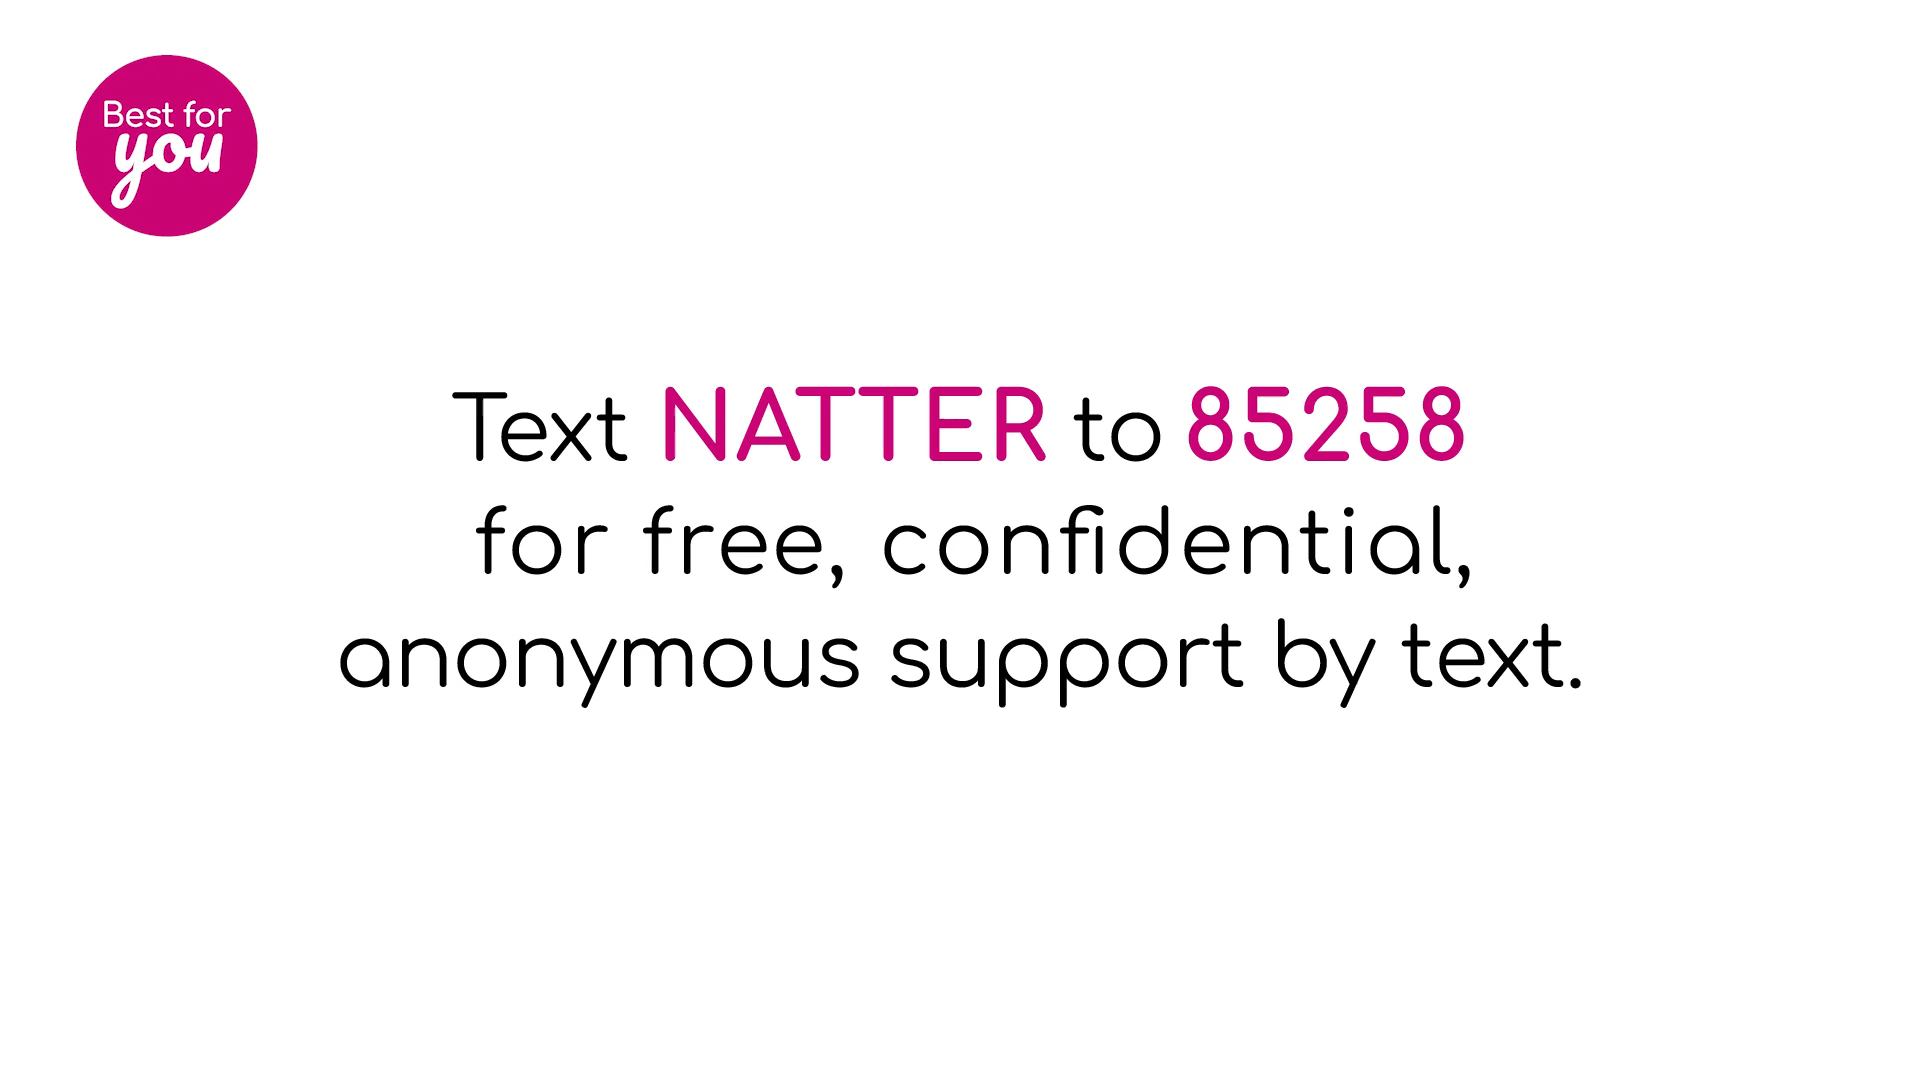 Best for
you
Text NATTER to 85258
for free, confidential,
anonymous support by text.